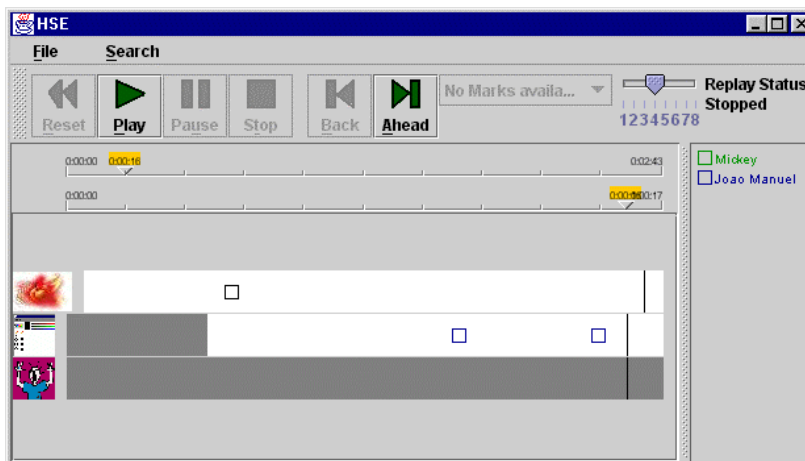 HSE
File Search
No Marks availa... Replay Status
Stopped
Reset Play Pause Stop Back Ahead 12345678
0:00:00 0:00:16 0:02:43
0:00:00 0:00:17
Mickey
Joao Manuel